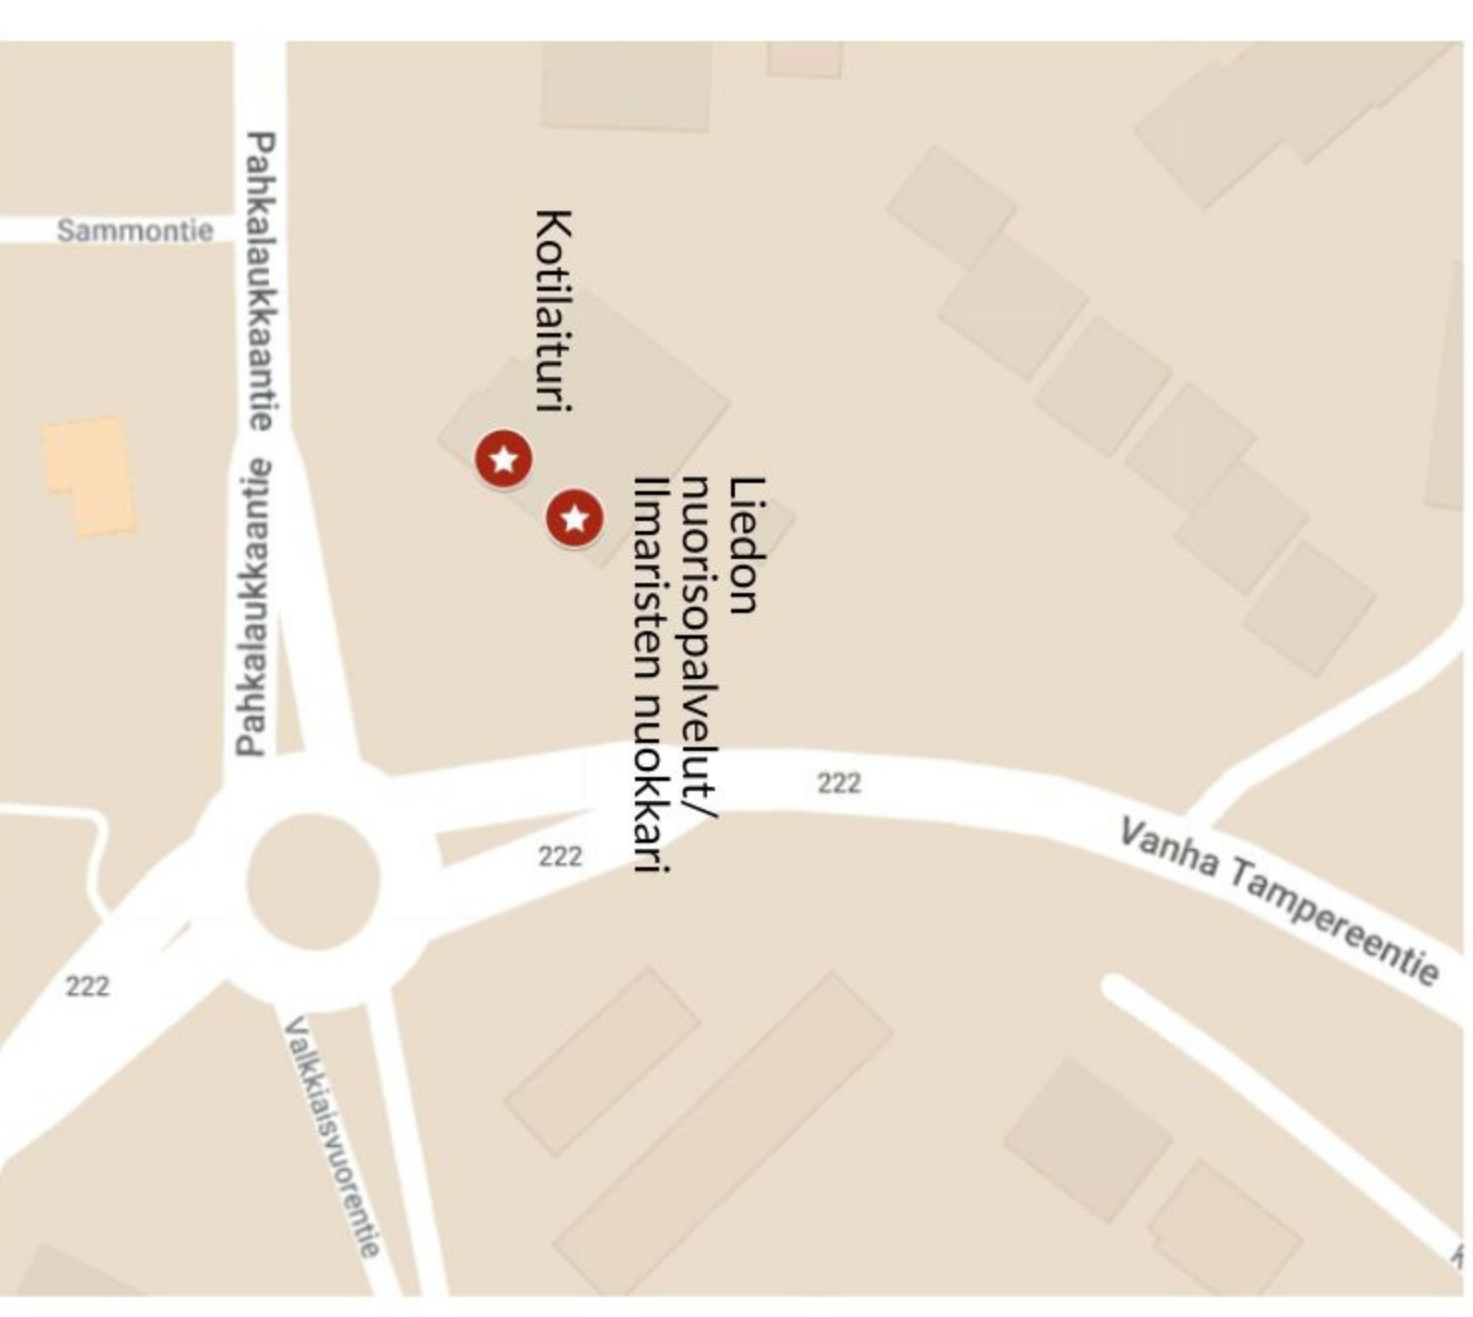 Pahkalaukkaantie
Sammontie
Kotilaituri
Pahkalaukkaantie
Liedon
nuorisopalvelut/
Ilmaristen nuokkari
222
222
Vanha Tampereentie
222
Valkkiaisvuorentie